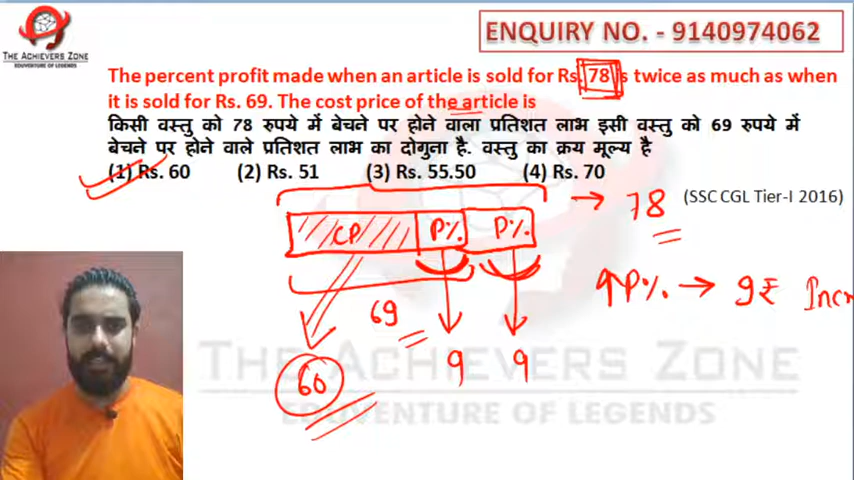 THE ACHIEVERS ZONE
EDUVENTURE OF LEGENDS
ENQUIRY NO. - 9140974062
The percent profit made when an article is sold for Rs. 78 is twice as much as when
it is sold for Rs. 69. The cost price of the article is
किसी वस्तु को 78 रुपये में बेचने पर होने वाला प्रतिशत लाभ इसी वस्तु को 69 रुपये में
बेचने पर होने वाले प्रतिशत लाभ का दोगुना है. वस्तु का क्रय मूल्य है
(1) Rs. 60 (2) Rs. 51 (3) Rs. 55.50 (4) Rs. 70
(SSC CGL Tier-I 2016)
→ 78
CP P% P%
P% → 9₹ Incr
69
9 9
60
THE ACHIEVERS ZONE
EDUVENTURE OF LEGENDS